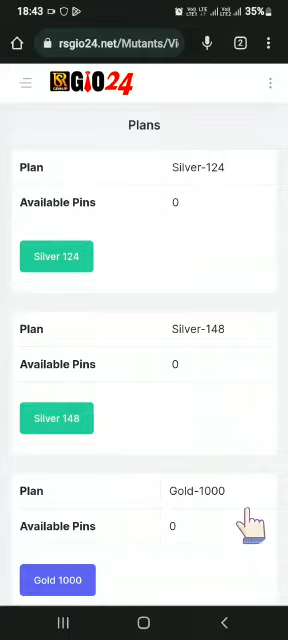 18:43 35%
rsgio24.net/Mutants/Vi 2
RS GIO24
Plans
Plan Silver-124
Available Pins 0
Silver 124
Plan Silver-148
Available Pins 0
Silver 148
Plan Gold-1000
Available Pins 0
Gold 1000